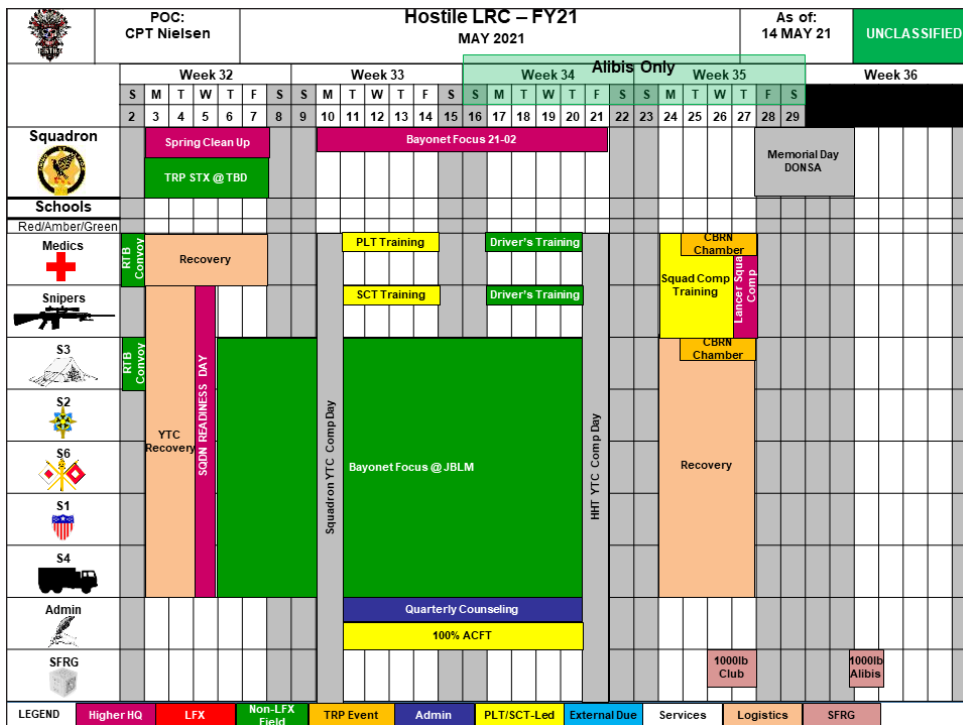 POC:
CPT Nielsen
Hostile LRC – FY21
MAY 2021
As of:
14 MAY 21
UNCLASSIFIED
Alibis Only
Week 32 Week 33 Week 34 Week 35 Week 36
S M T W T F S S M T W T F S S M T W T F S S M T W T F S
2 3 4 5 6 7 8 9 10 11 12 13 14 15 16 17 18 19 20 21 22 23 24 25 26 27 28 29
Squadron
Spring Clean Up
Bayonet Focus 21-02
TRP STX @ TBD
Memorial Day
DONSA
Schools
Red/Amber/Green
Medics
RTB
Convoy
Recovery
PLT Training
Driver's Training
CBRN
Chamber
Squad Comp
Training
Lancer Squa
Comp
Snipers
SCT Training
Driver's Training
S3
RTB
Convoy
CBRN
Chamber
S2
YTC
Recovery
SQDN READINESS DAY
Squadron YTC Comp Day
Bayonet Focus @ JBLM
HHT YTC Comp Day
Recovery
S6
S1
S4
Admin
Quarterly Counseling
100% ACFT
SFRG
1000lb
Club
1000lb
Alibis
LEGEND
Higher HQ
LFX
Non-LFX
Field
TRP Event
Admin
PLT/SCT-Led
External Due
Services
Logistics
SFRG